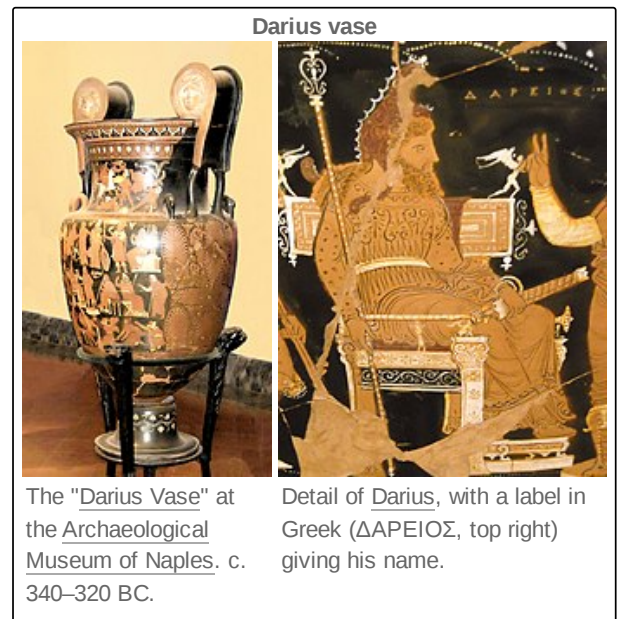 Darius vase
ΔΑΡΕΙΟΣ
The "Darius Vase" at
the Archaeological
Museum of Naples. c.
340–320 BC.
Detail of Darius, with a label in
Greek (ΔΑΡΕΙΟΣ, top right)
giving his name.